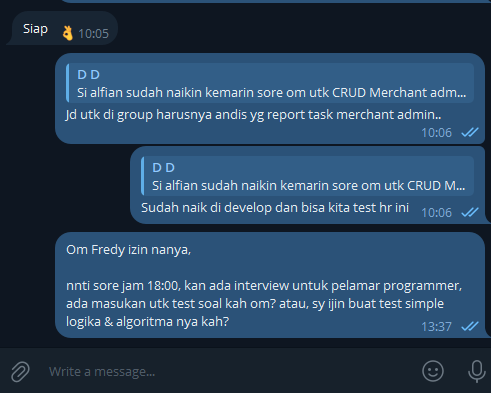 Siap 👌 10:05
D D
Si alfian sudah naikin kemarin sore om utk CRUD Merchant adm...
Jd utk di group harusnya andis yg report task merchant admin..
10:06
D D
Si alfian sudah naikin kemarin sore om utk CRUD M...
Sudah naik di develop dan bisa kita test hr ini 10:06
Om Fredy izin nanya,
nnti sore jam 18:00, kan ada interview untuk pelamar programmer,
ada masukan utk test soal kah om? atau, sy ijin buat test simple
logika & algoritma nya kah?
13:37
Write a message...